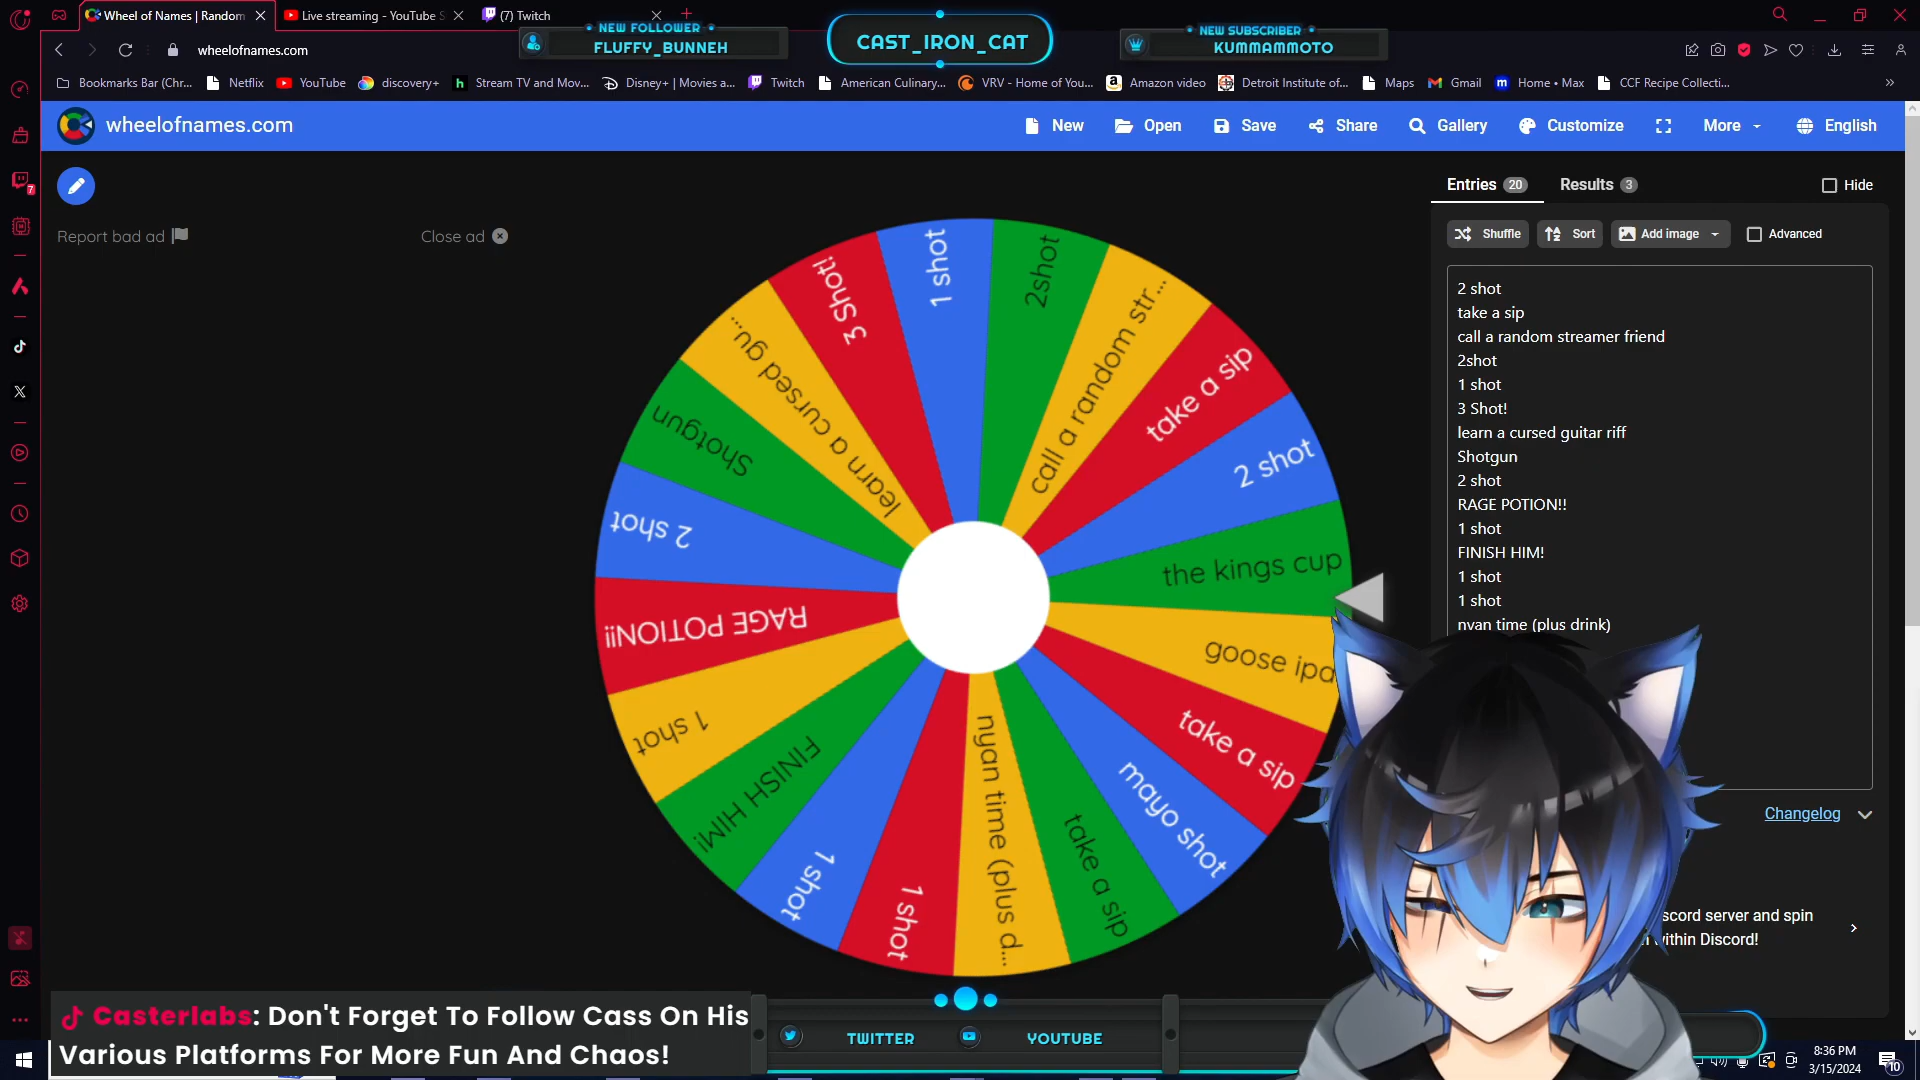 Wheel of Names | Random
Live streaming - YouTube S
(7) Twitch
NEW FOLLOWER
FLUFFY_BUNNEH
CAST_IRON_CAT
NEW SUBSCRIBER
KUMMAMMOTO
wheelofnames.com
Bookmarks Bar (Chr...
Netflix
YouTube
discovery+
Stream TV and Mov...
Disney+ | Movies a...
Twitch
American Culinary...
VRV - Home of You...
Amazon video
Detroit Institute of...
Maps
Gmail
Home • Max
CCF Recipe Collecti...
wheelofnames.com
New
Open
Save
Share
Gallery
Customize
More
English
7
Report bad ad
Close ad
Entries 20
Results 3
Hide
Shuffle
Sort
Add image
Advanced
2 shot
take a sip
call a random streamer friend
2shot
1 shot
3 Shot!
learn a cursed guitar riff
Shotgun
2 shot
RAGE POTION!!
1 shot
FINISH HIM!
1 shot
1 shot
nyan time (plus drink)
1 shot
2shot
call a random str...
take a sip
2 shot
the kings cup
goose ipa
take a sip
mayo shot
take a sip
nyan time (plus d...
1 shot
1 shot
FINISH HIM!
1 shot
RAGE POTION!!
2 shot
Shotgun
learn a cursed gu...
3 Shot!
Changelog
scord server and spin
within Discord!
Casterlabs: Don't Forget To Follow Cass On His
Various Platforms For More Fun And Chaos!
TWITTER
YOUTUBE
8:36 PM
3/15/2024
10